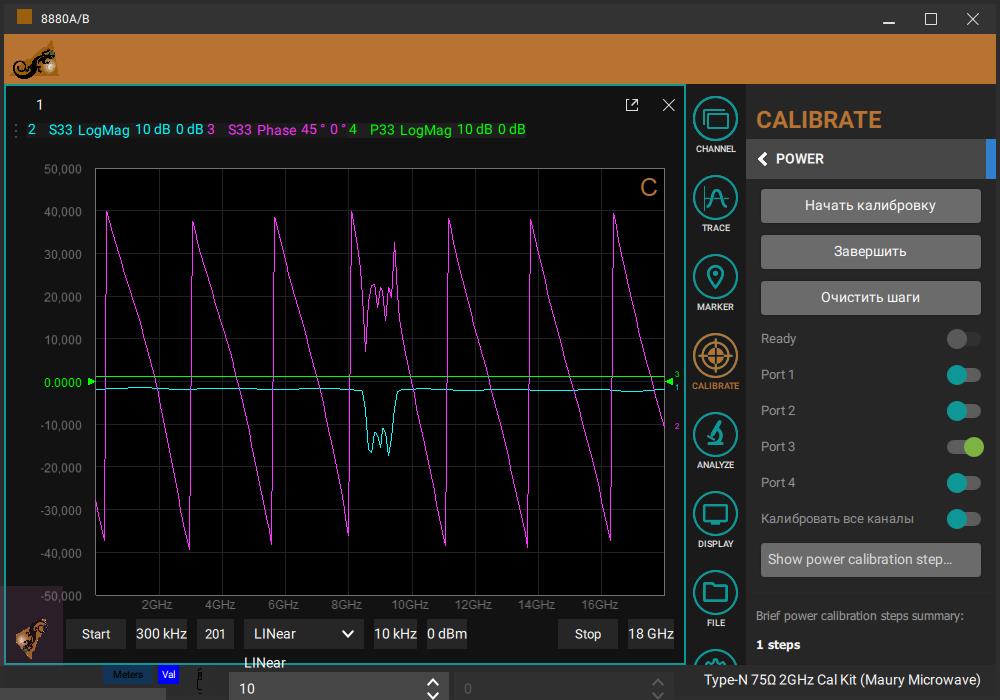 8880A/B
1
2 S33 LogMag 10 dB 0 dB 3 S33 Phase 45° 0° 4 P33 LogMag 10 dB 0 dB
50,000
40,000
30,000
20,000
10,000
0.0000
-10,000
-20,000
-30,000
-40,000
-50,000
C
3
1
2
2GHz 4GHz 6GHz 8GHz 10GHz 12GHz 14GHz 16GHz
Start 300 kHz 201 LINear 10 kHz 0 dBm Stop 18 GHz
LINear
Meters Val
10 0
CHANNEL
TRACE
MARKER
CALIBRATE
ANALYZE
DISPLAY
FILE
CALIBRATE
POWER
Начать калибровку
Завершить
Очистить шаги
Ready
Port 1
Port 2
Port 3
Port 4
Калибровать все каналы
Show power calibration step...
Brief power calibration steps summary:
1 steps
Type-N 75Ω 2GHz Cal Kit (Maury Microwave)